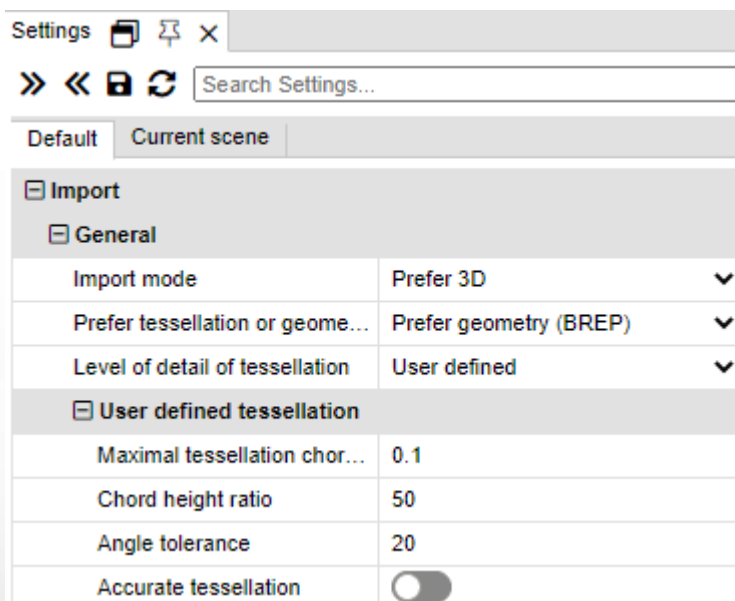 Settings
Search Settings...
Default Current scene
Import
General
Import mode Prefer 3D
Prefer tessellation or geome... Prefer geometry (BREP)
Level of detail of tessellation User defined
User defined tessellation
Maximal tessellation chor... 0.1
Chord height ratio 50
Angle tolerance 20
Accurate tessellation